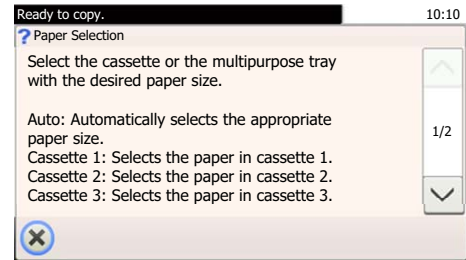 Ready to copy.
10:10
? Paper Selection
Select the cassette or the multipurpose tray
with the desired paper size.
Auto: Automatically selects the appropriate
paper size.
Cassette 1: Selects the paper in cassette 1.
Cassette 2: Selects the paper in cassette 2.
Cassette 3: Selects the paper in cassette 3.
1/2